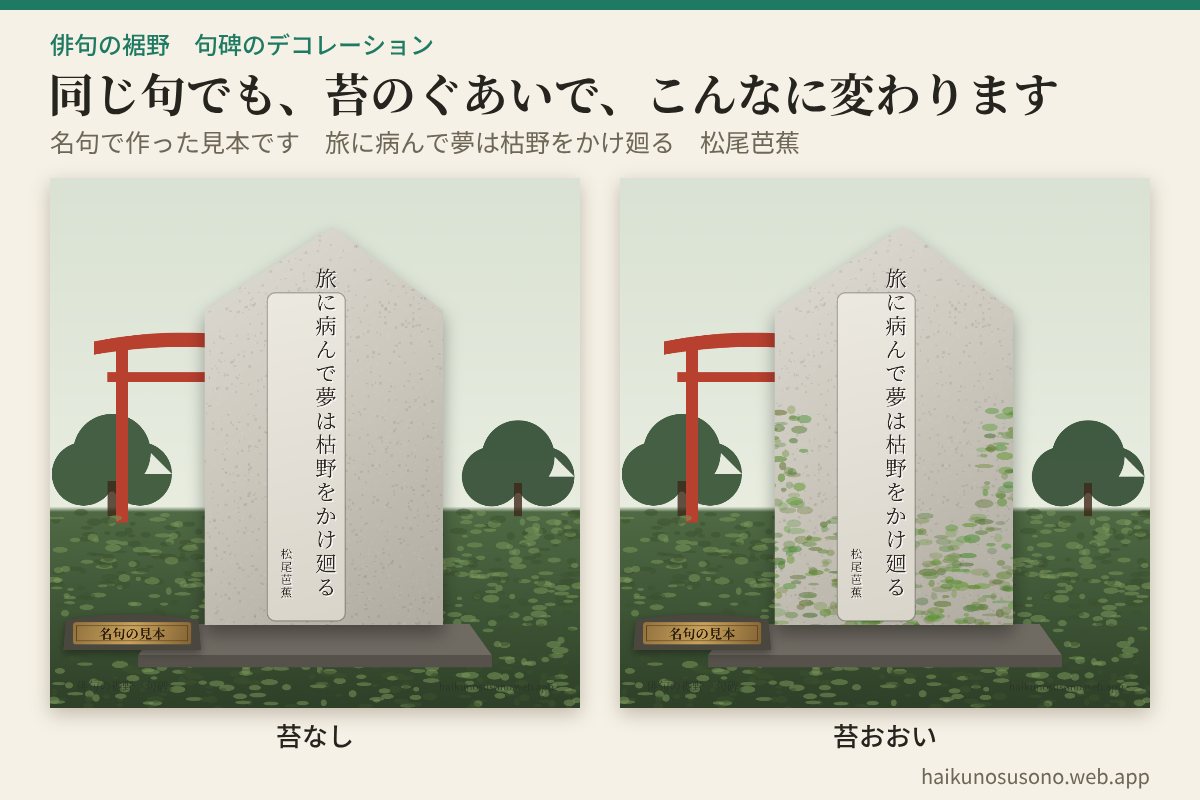 俳句の裾野　句碑のデコレーション
同じ句でも、苔のぐあいで、こんなに変わります
名句で作った見本です　旅に病んで夢は枯野をかけ廻る　松尾芭蕉
旅に病んで夢は枯野をかけ廻る
松尾芭蕉
名句の見本
苔なし
旅に病んで夢は枯野をかけ廻る
松尾芭蕉
名句の見本
苔おおい
haikunosusono.web.app